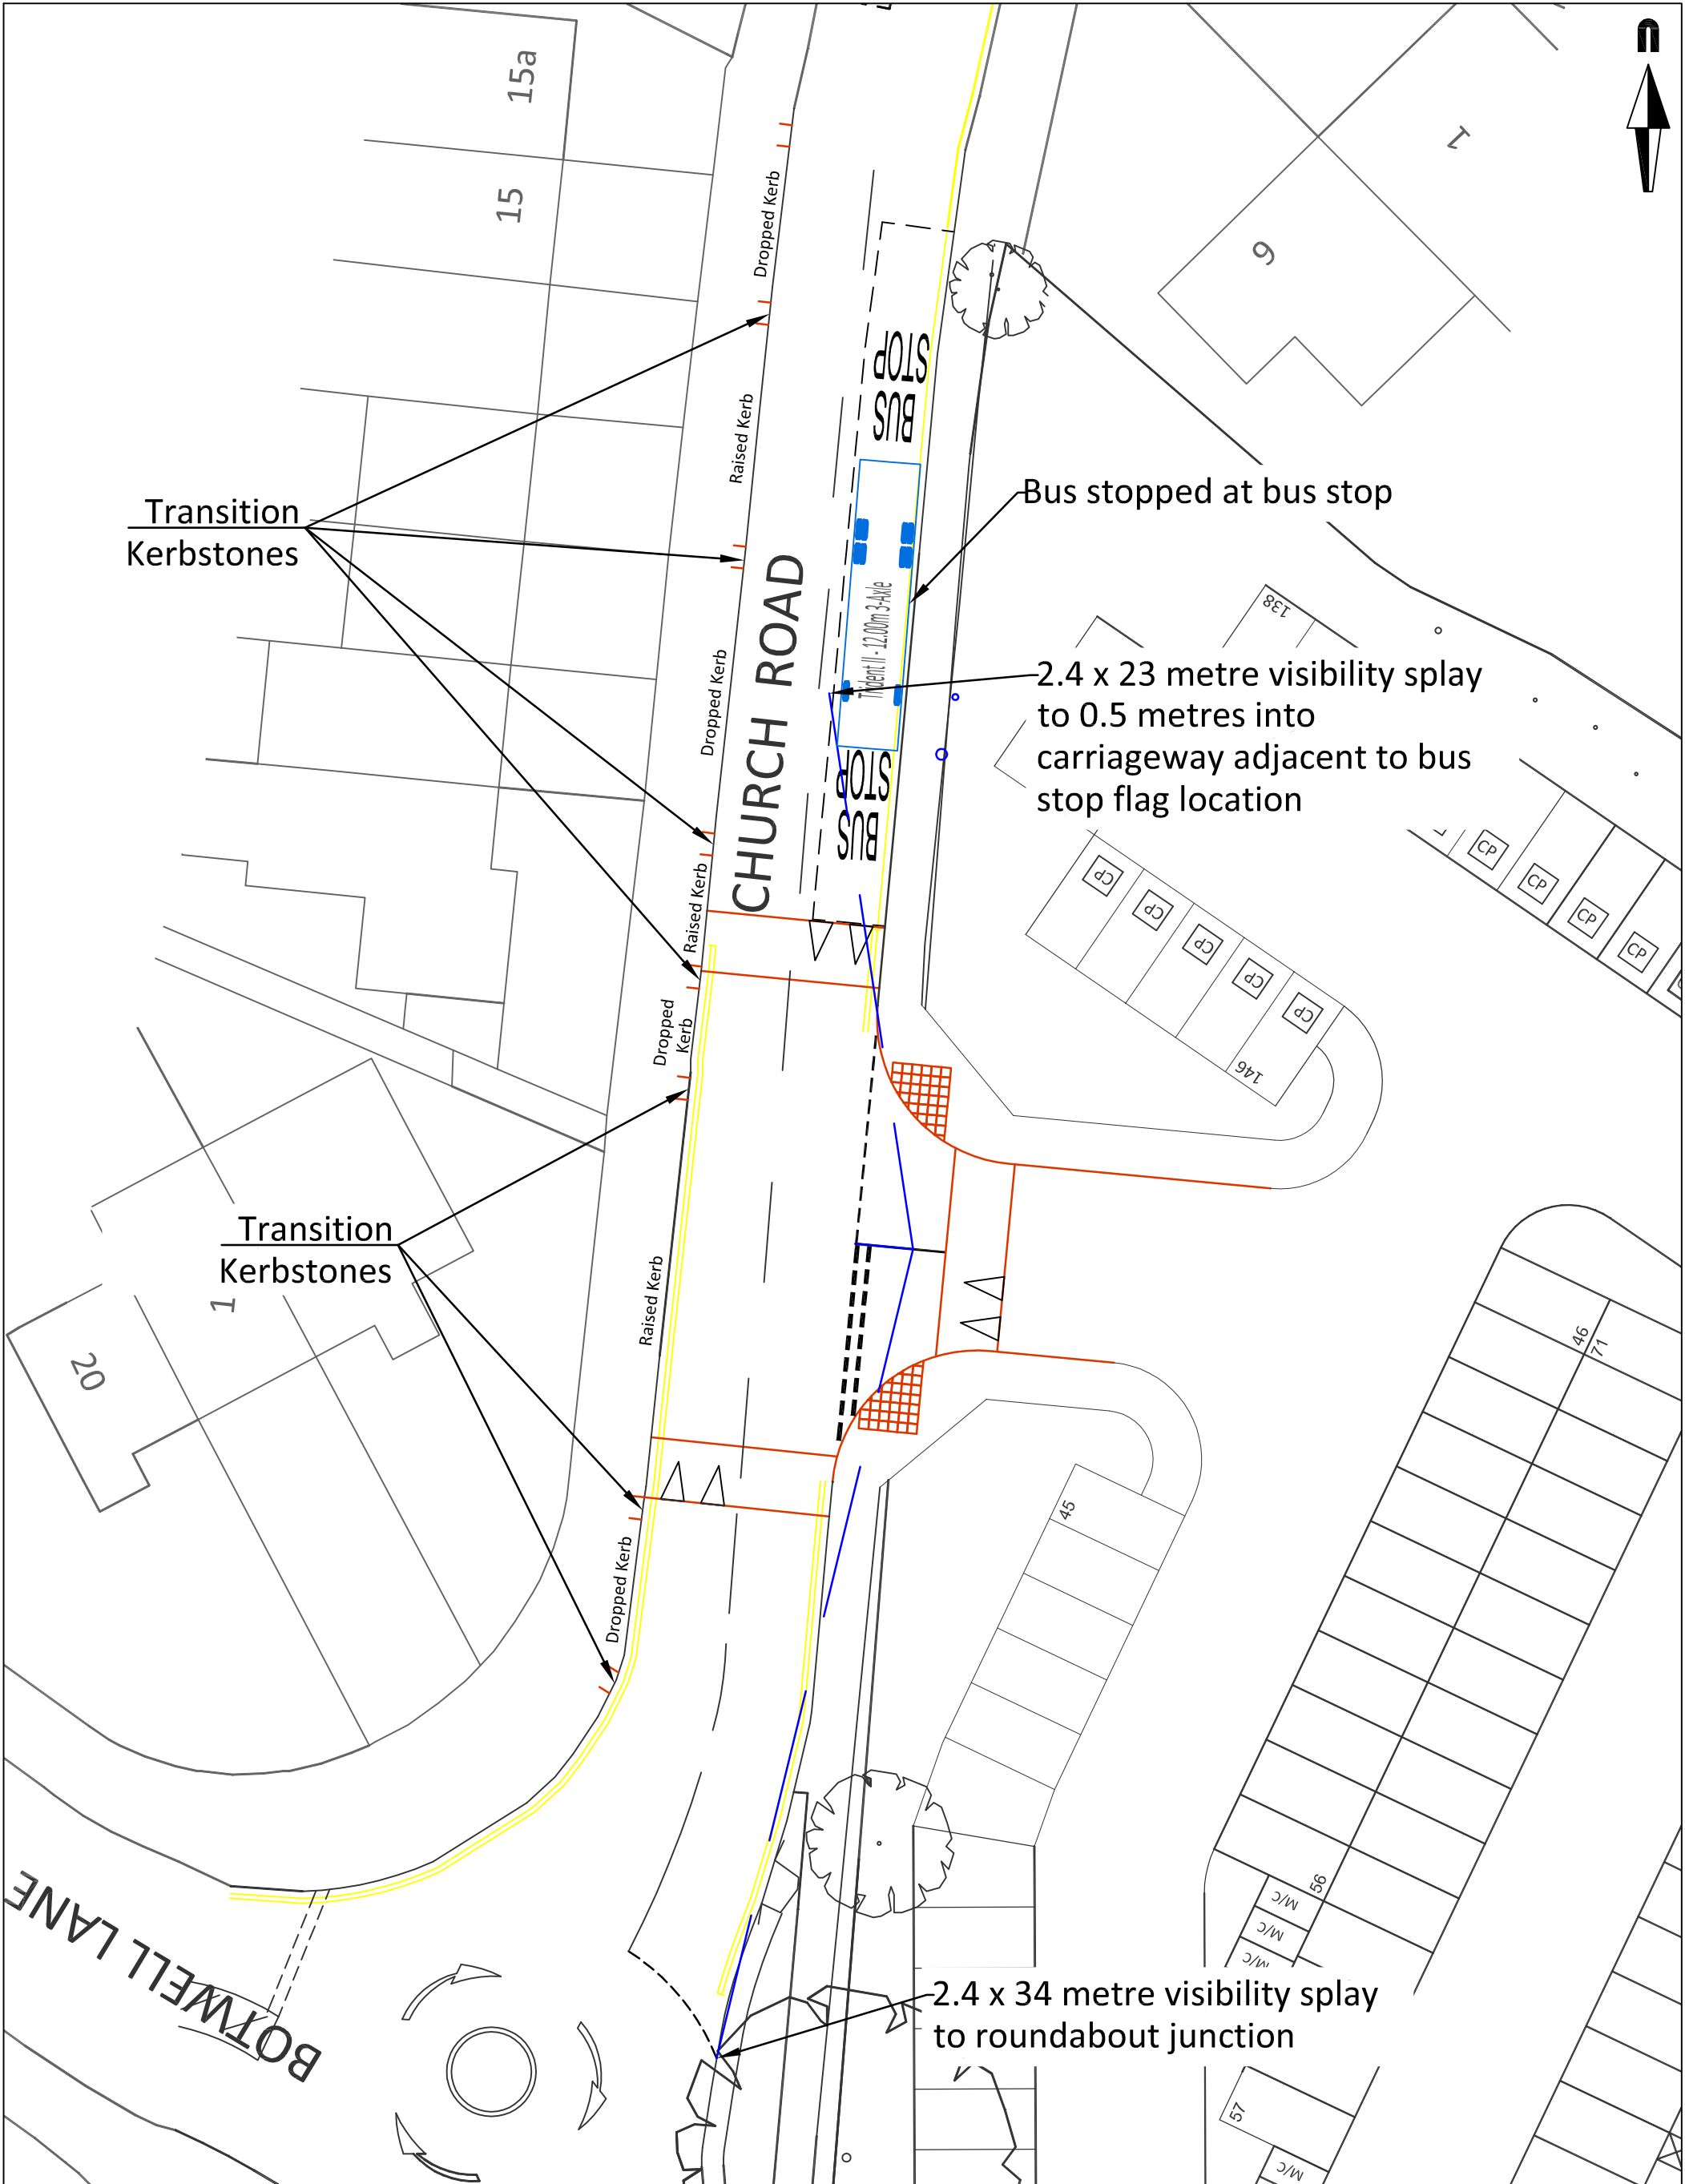 n
15a
15
1
9
Dropped Kerb
Raised Kerb
Dropped Kerb
Raised Kerb
Dropped
Kerb
Raised Kerb
Dropped Kerb
Transition
Kerbstones
CHURCH ROAD
BUS
STOP
Trident II - 12.00m 3-Axle
BUS
STOP
Bus stopped at bus stop
2.4 x 23 metre visibility splay
to 0.5 metres into
carriageway adjacent to bus
stop flag location
138
CP
CP
CP
CP
CP
CP
CP
CP
CP
146
Transition
Kerbstones
1
20
45
46
71
56
M/C
M/C
M/C
BOTWELL LANE
2.4 x 34 metre visibility splay
to roundabout junction
57
M/C